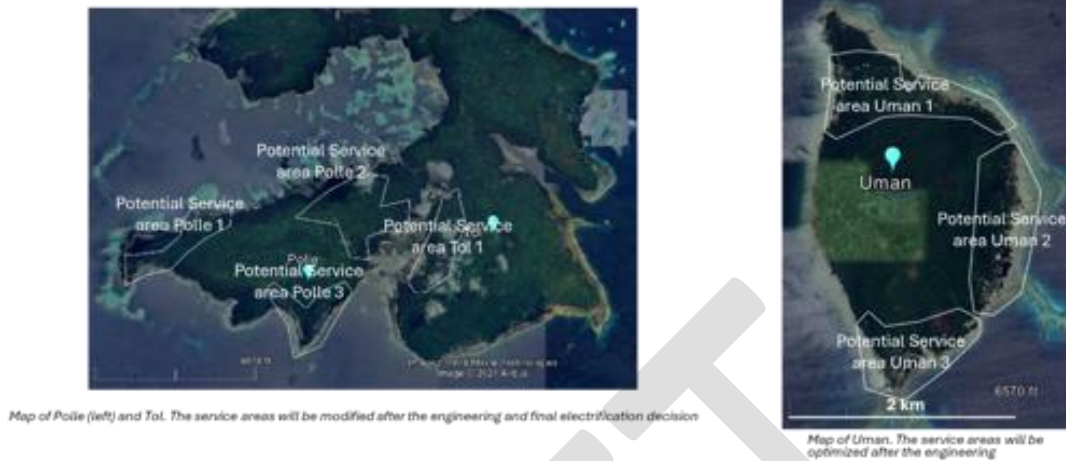 Potential Service
area Polle 2
Potential Service
area Polle 1
Potential Service
area Tol 1
Polle
Potential Service
area Polle 3
Map of Polle (left) and Tol. The service areas will be modified after the engineering and final electrification decision
Potential Service
area Uman 1
Uman
Potential Service
area Uman 2
Potential Service
area Uman 3
6570 ft
2 km
Map of Uman. The service areas will be
optimized after the engineering